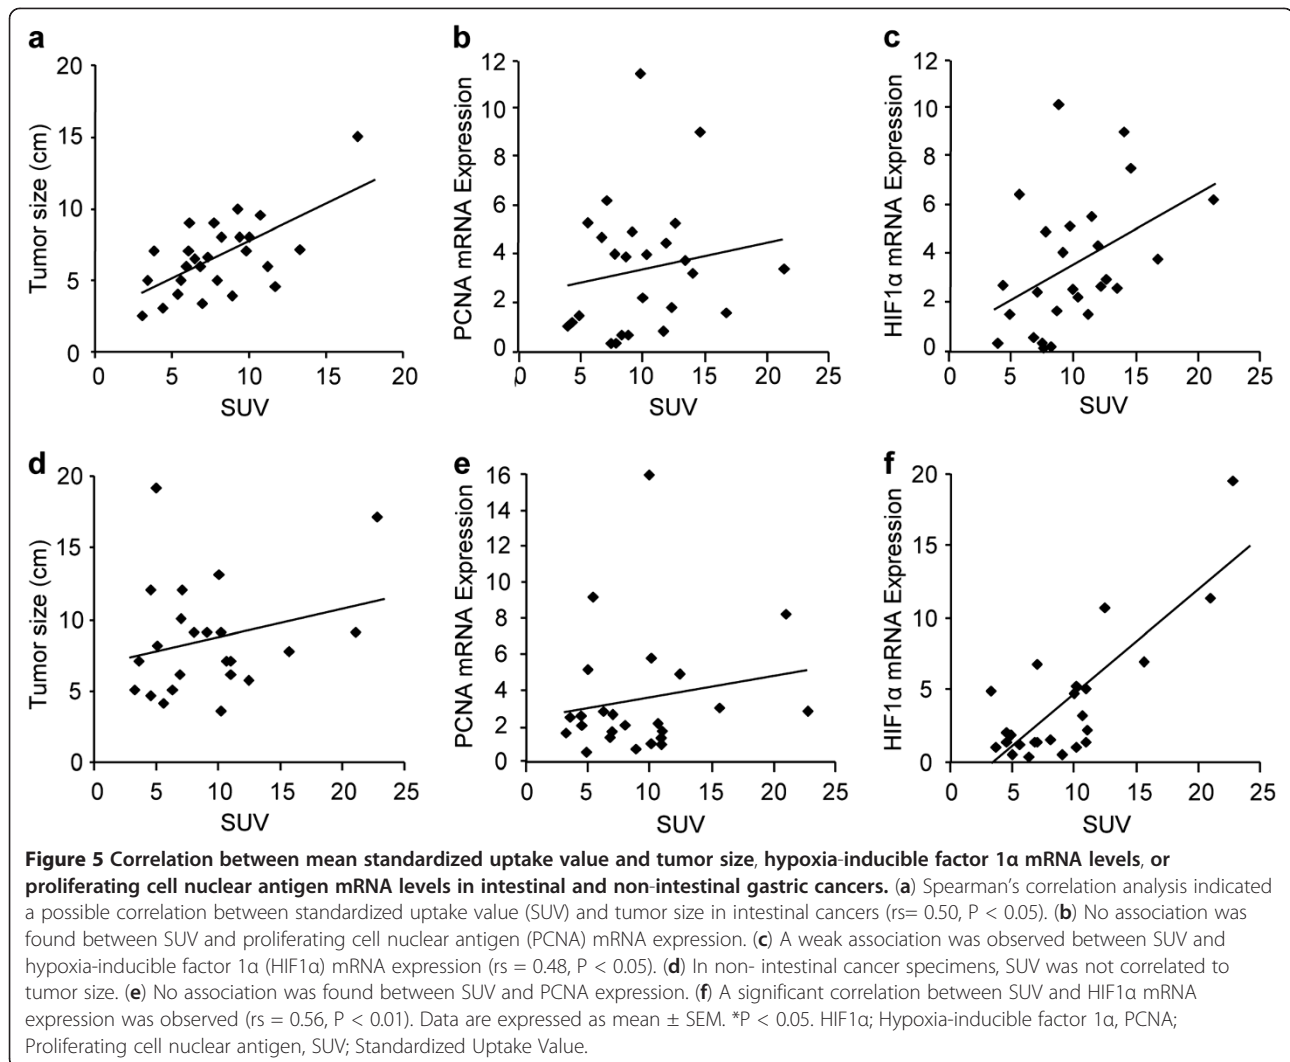 a
20
15
10
5
0
Tumor size (cm)
0 5 10 15 20
SUV
b
12
10
8
6
4
2
0
PCNA mRNA Expression
0 5 10 15 20 25
SUV
c
12
10
8
6
4
2
0
HIF1α mRNA Expression
0 5 10 15 20 25
SUV
d
20
15
10
5
0
Tumor size (cm)
0 5 10 15 20 25
SUV
e
16
14
12
10
8
6
4
2
0
PCNA mRNA Expression
0 5 10 15 20 25
SUV
f
20
15
10
5
0
HIF1α mRNA Expression
0 5 10 15 20 25
SUV
Figure 5 Correlation between mean standardized uptake value and tumor size, hypoxia-inducible factor 1α mRNA levels, or
proliferating cell nuclear antigen mRNA levels in intestinal and non-intestinal gastric cancers. (a) Spearman's correlation analysis indicated
a possible correlation between standardized uptake value (SUV) and tumor size in intestinal cancers (rs= 0.50, P < 0.05). (b) No association was
found between SUV and proliferating cell nuclear antigen (PCNA) mRNA expression. (c) A weak association was observed between SUV and
hypoxia-inducible factor 1α (HIF1α) mRNA expression (rs = 0.48, P < 0.05). (d) In non- intestinal cancer specimens, SUV was not correlated to
tumor size. (e) No association was found between SUV and PCNA expression. (f) A significant correlation between SUV and HIF1α mRNA
expression was observed (rs = 0.56, P < 0.01). Data are expressed as mean ± SEM. *P < 0.05. HIF1α; Hypoxia-inducible factor 1α, PCNA;
Proliferating cell nuclear antigen, SUV; Standardized Uptake Value.